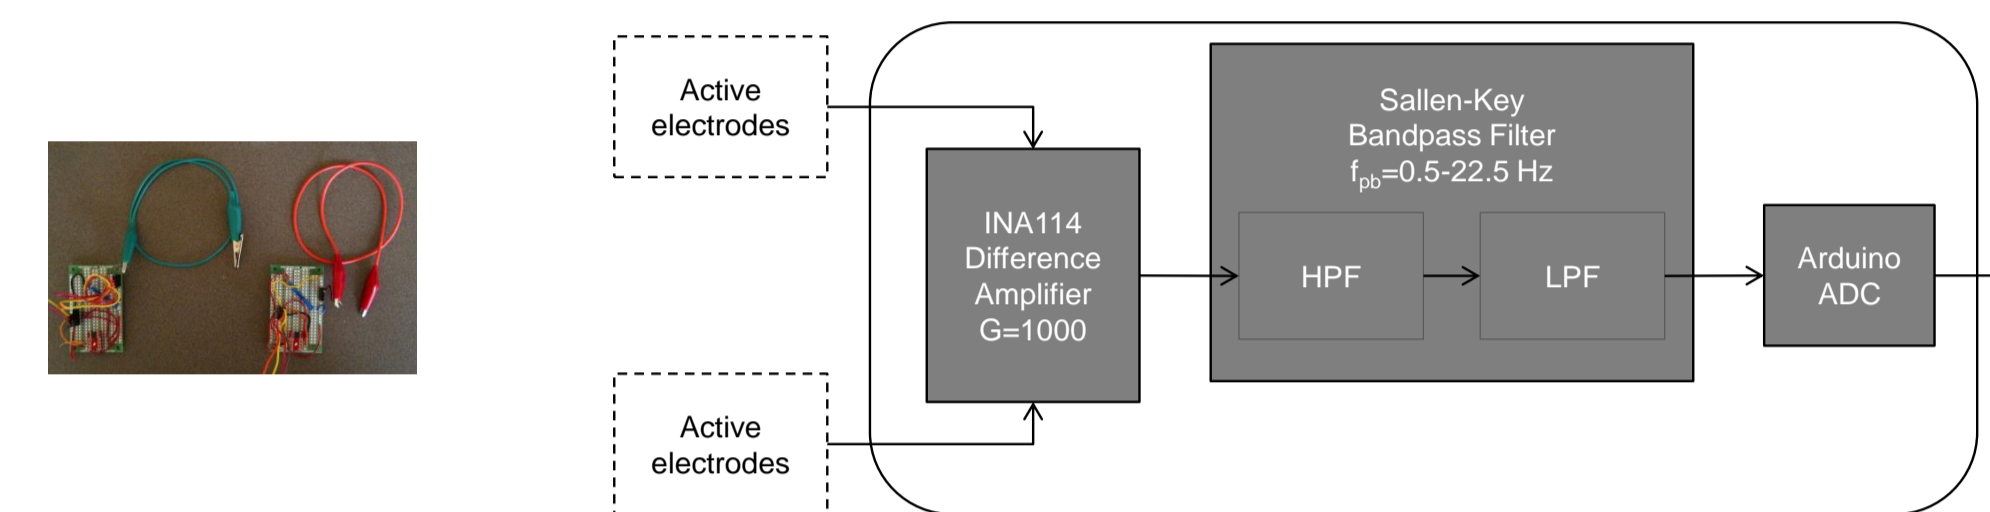 Active
electrodes
Sallen-Key
Bandpass Filter
f_pb=0.5-22.5 Hz
INA114
Difference
Amplifier
G=1000
HPF
LPF
Arduino
ADC
Active
electrodes